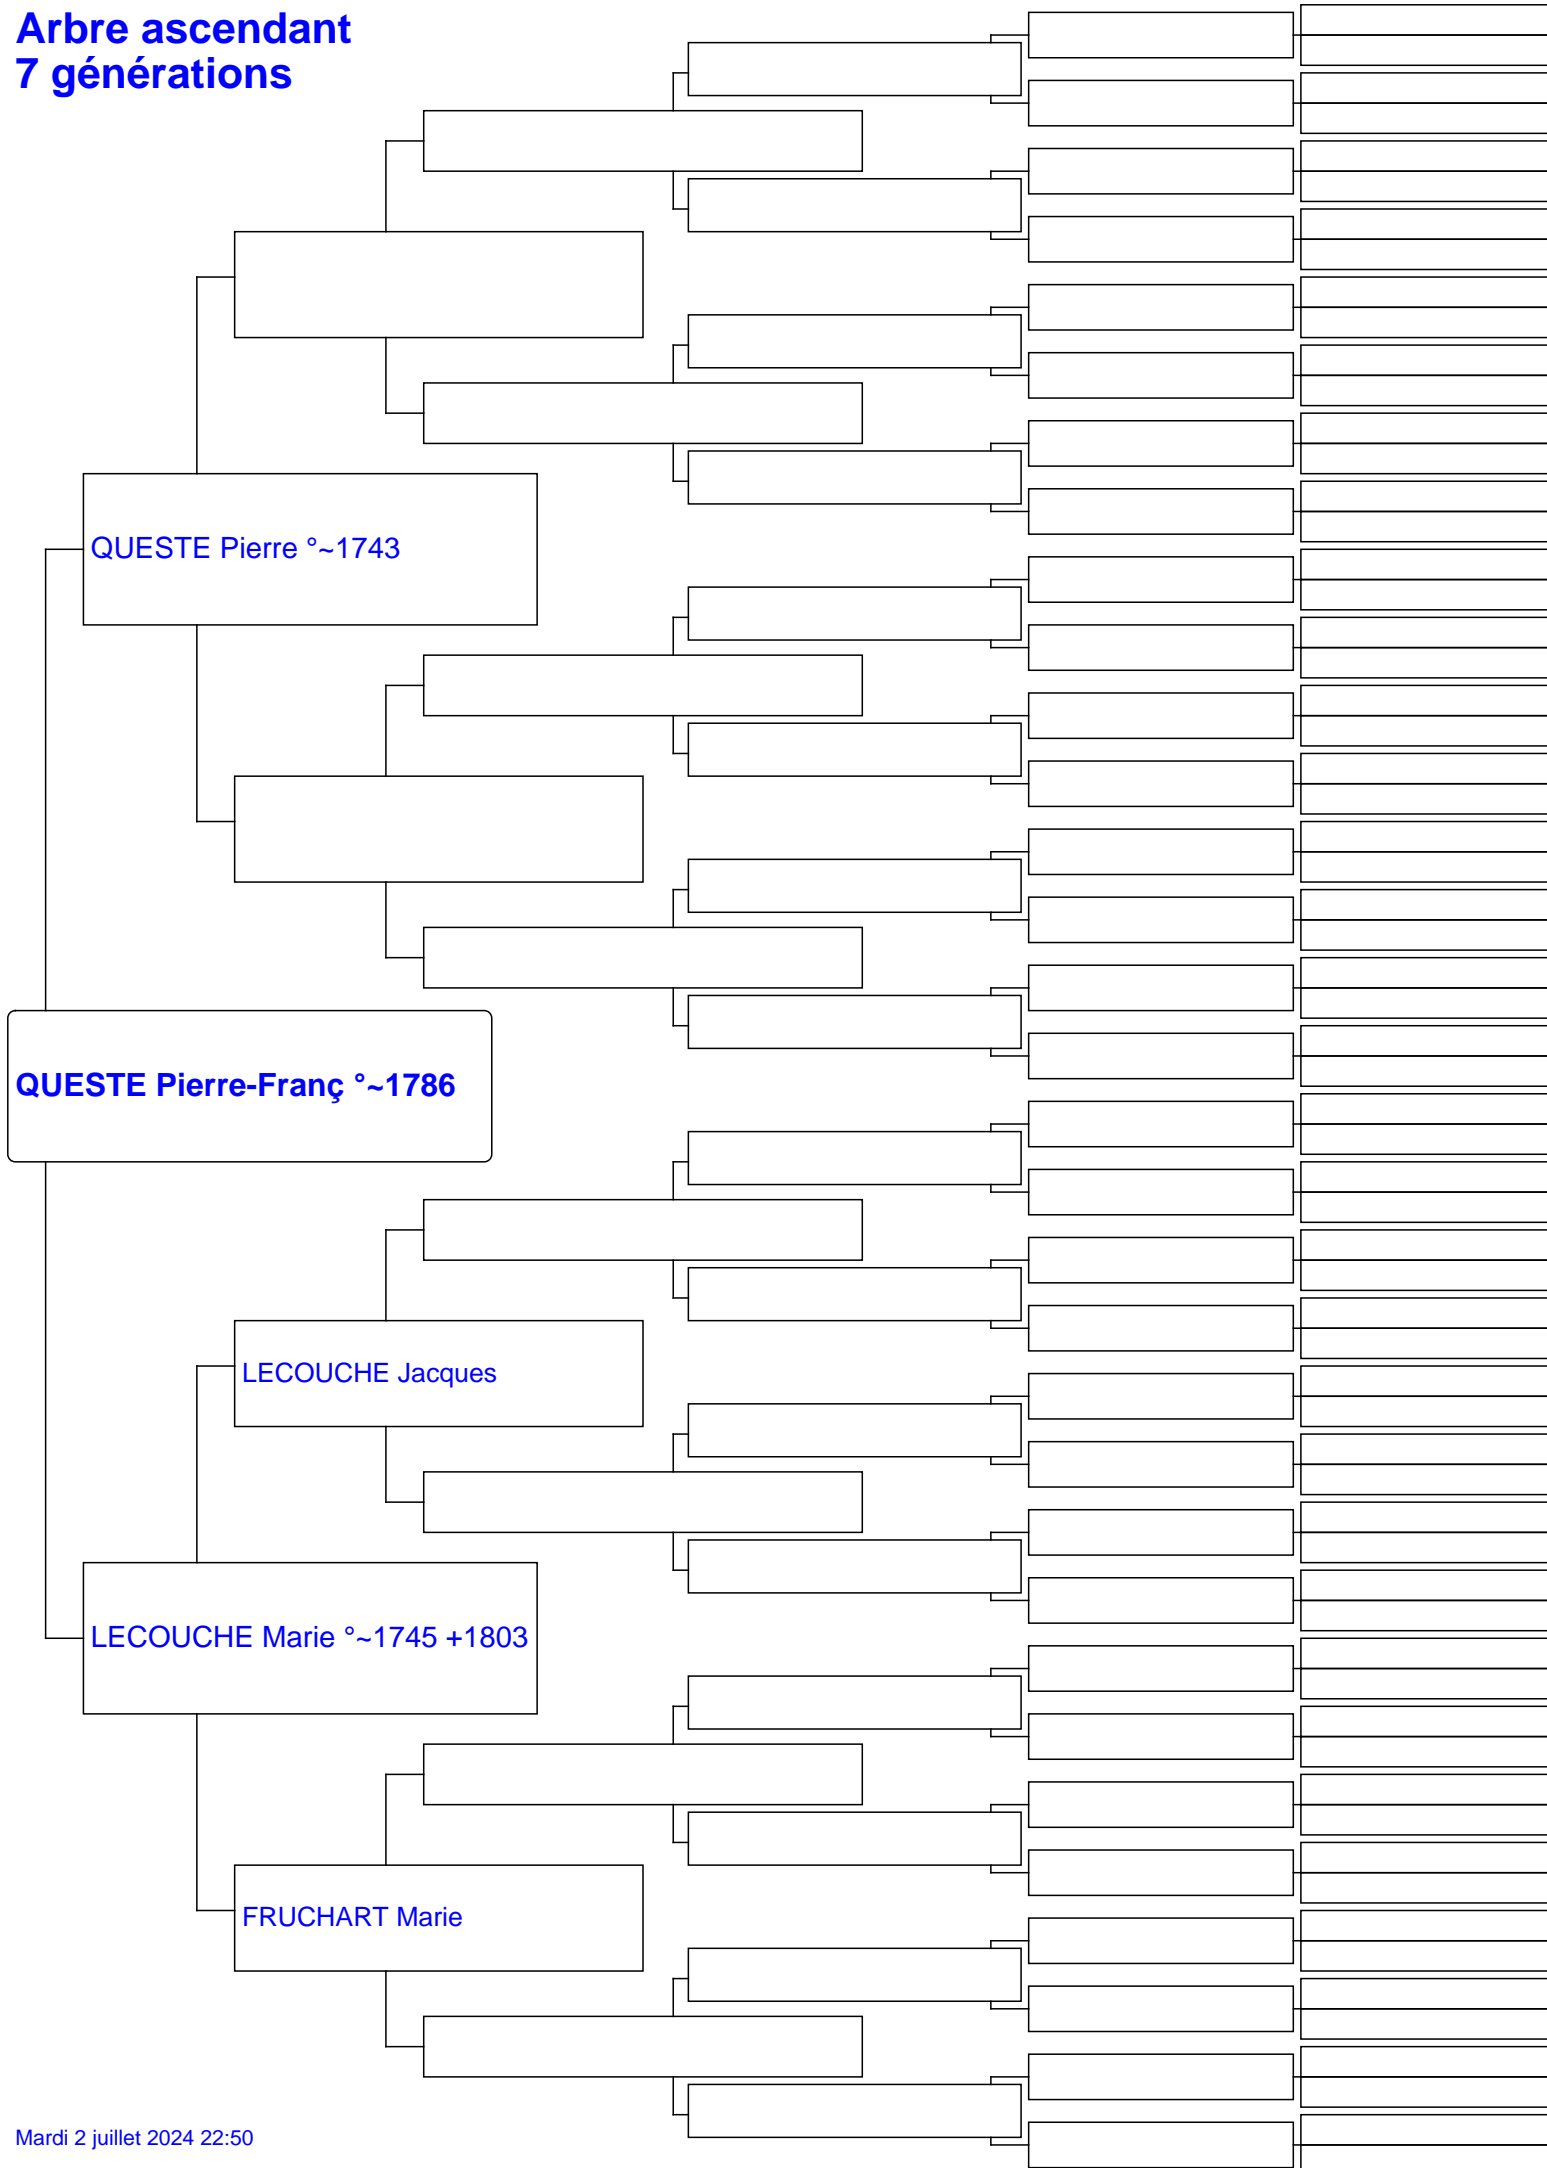 Arbre ascendant
7 générations
QUESTE Pierre °~1743
QUESTE Pierre-Franç °~1786
LECOUCHE Jacques
LECOUCHE Marie °~1745 +1803
FRUCHART Marie
Mardi 2 juillet 2024 22:50